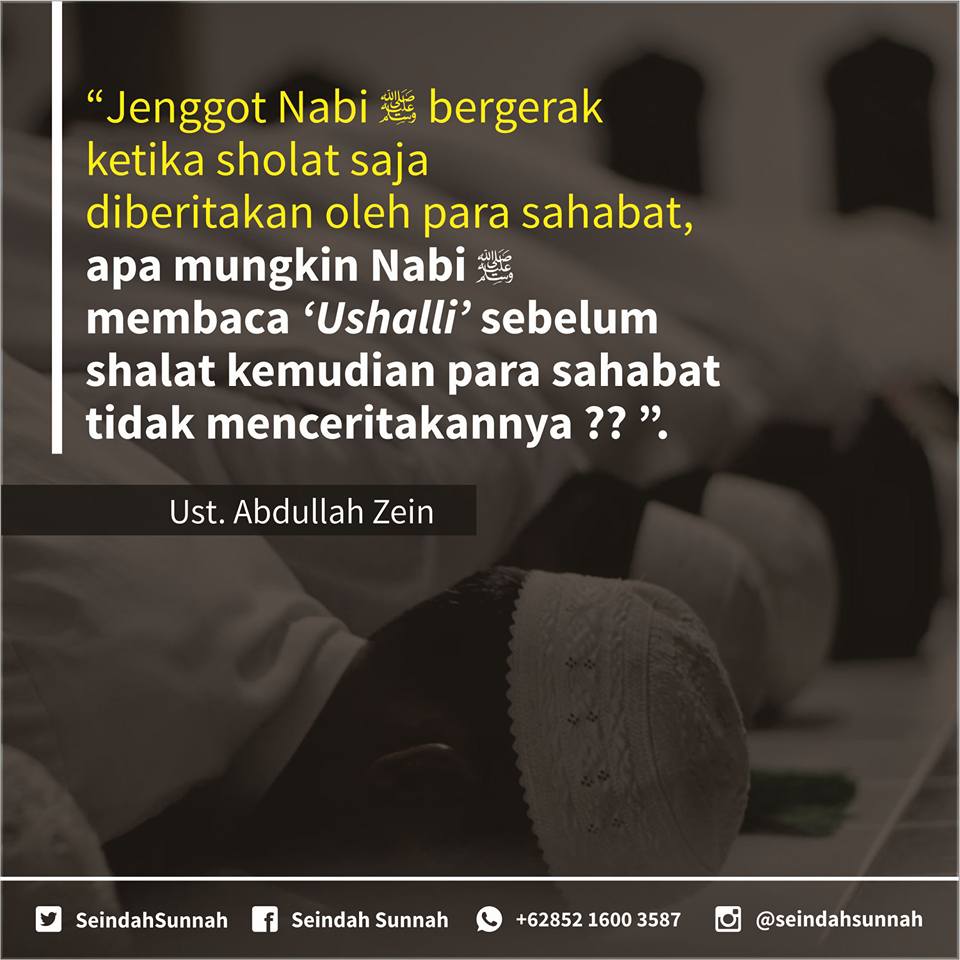 “Jenggot Nabi ﷺ bergerak
ketika sholat saja
diberitakan oleh para sahabat,
apa mungkin Nabi ﷺ
membaca ‘Ushalli’ sebelum
shalat kemudian para sahabat
tidak menceritakannya ?? ”.
Ust. Abdullah Zein
SeindahSunnah Seindah Sunnah +62852 1600 3587 @seindahsunnah